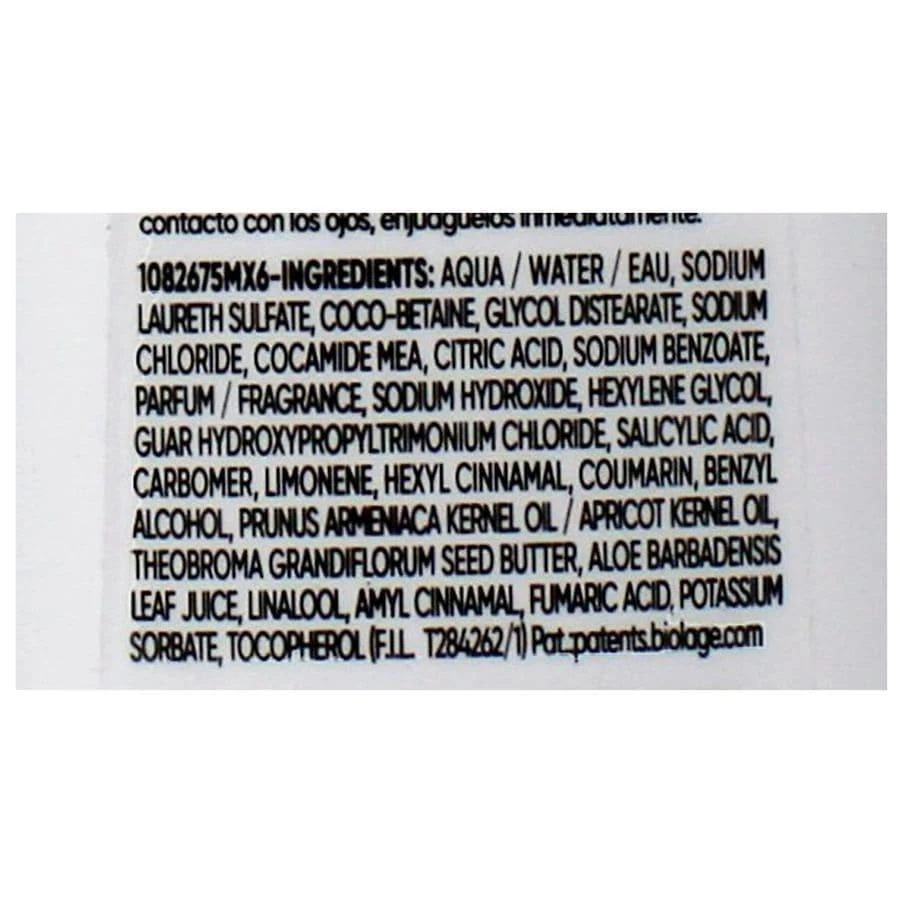 contacto con los ojos, enjuáguelos inmediatamente.
1082675MX6-INGREDIENTS: AQUA / WATER / EAU, SODIUM
LAURETH SULFATE, COCO-BETAINE, GLYCOL DISTEARATE, SODIUM
CHLORIDE, COCAMIDE MEA, CITRIC ACID, SODIUM BENZOATE,
PARFUM / FRAGRANCE, SODIUM HYDROXIDE, HEXYLENE GLYCOL,
GUAR HYDROXYPROPYLTRIMONIUM CHLORIDE, SALICYLIC ACID,
CARBOMER, LIMONENE, HEXYL CINNAMAL, COUMARIN, BENZYL
ALCOHOL, PRUNUS ARMENIACA KERNEL OIL / APRICOT KERNEL OIL,
THEOBROMA GRANDIFLORUM SEED BUTTER, ALOE BARBADENSIS
LEAF JUICE, LINALOOL, AMYL CINNAMAL, FUMARIC ACID, POTASSIUM
SORBATE, TOCOPHEROL (F.I.L. T284262/1) Pat.:patents.biolage.com